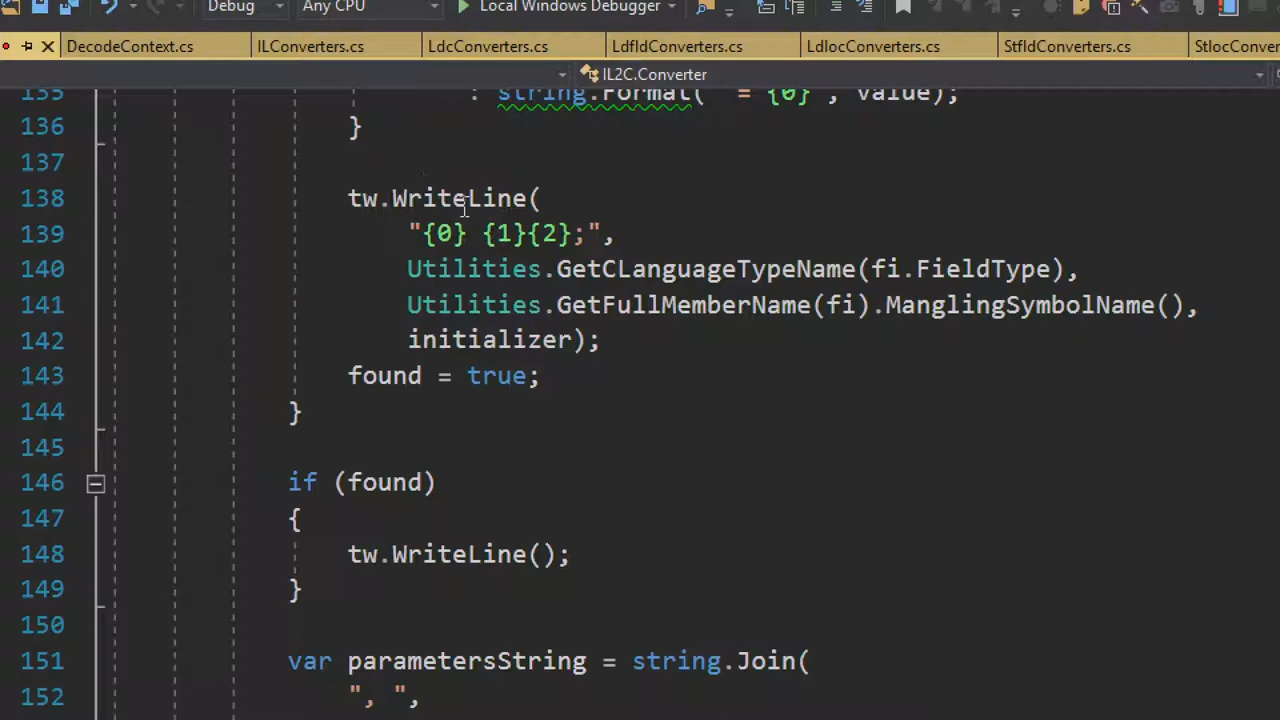 Debug Any CPU Local Windows Debugger
DecodeContext.cs ILConverters.cs LdcConverters.cs LdfldConverters.cs LdlocConverters.cs StfldConverters.cs StlocConver
IL2C.Converter
135 : string.Format(" = {0}", value);
136 }
137
138 tw.WriteLine(
139 "{0} {1}{2};",
140 Utilities.GetCLanguageTypeName(fi.FieldType),
141 Utilities.GetFullMemberName(fi).ManglingSymbolName(),
142 initializer);
143 found = true;
144 }
145
146 if (found)
147 {
148 tw.WriteLine();
149 }
150
151 var parametersString = string.Join(
152 ", ",